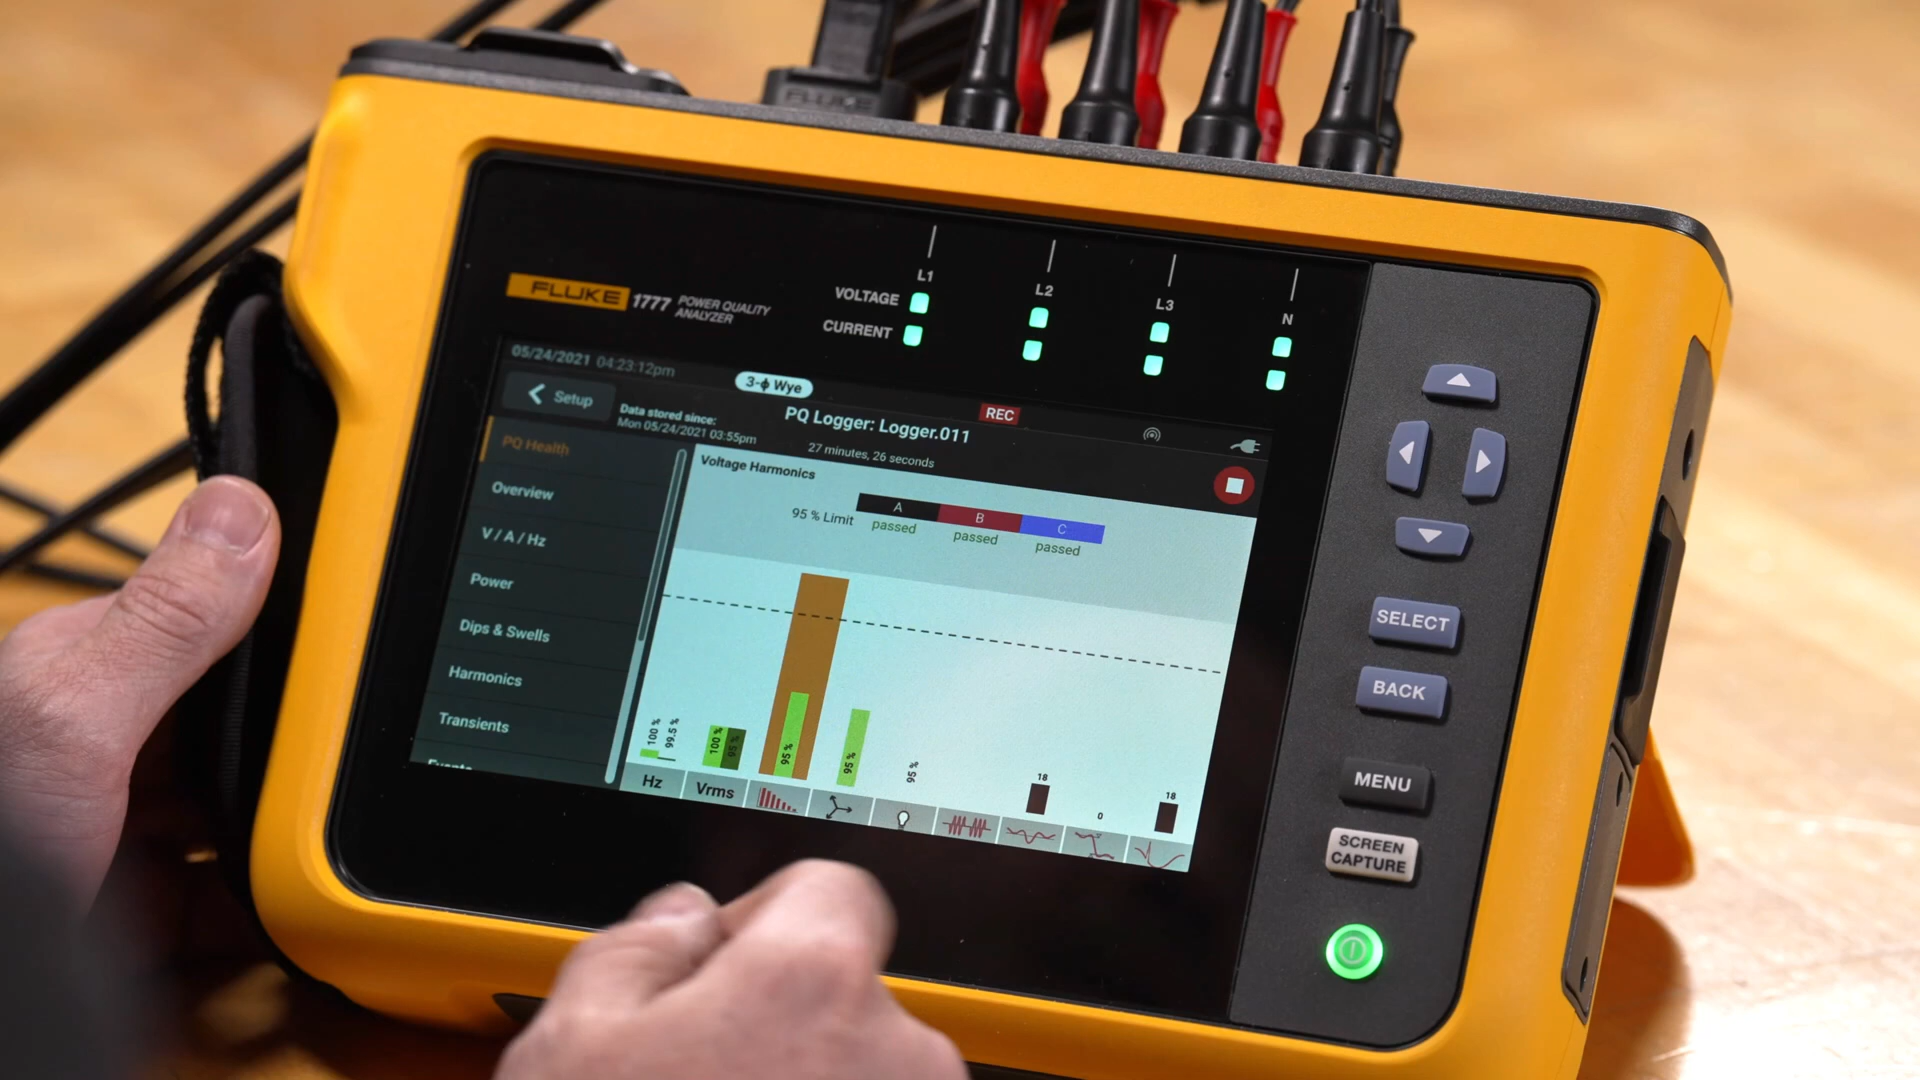 FLUKE
L1
L2
L3
N
VOLTAGE
CURRENT
FLUKE 1777 POWER QUALITY
ANALYZER
05/24/2021 04:23:12pm
3-ϕ Wye
REC
Setup
Data stored since:
Mon 05/24/2021 03:55pm
PQ Logger: Logger.011
27 minutes, 26 seconds
PQ Health
Overview
V / A / Hz
Power
Dips & Swells
Harmonics
Transients
Events
Voltage Harmonics
95 % Limit
A
B
C
passed
passed
passed
100 %
99.5 %
100 %
95 %
95 %
95 %
95 %
18
0
18
Hz
Vrms
SELECT
BACK
MENU
SCREEN
CAPTURE